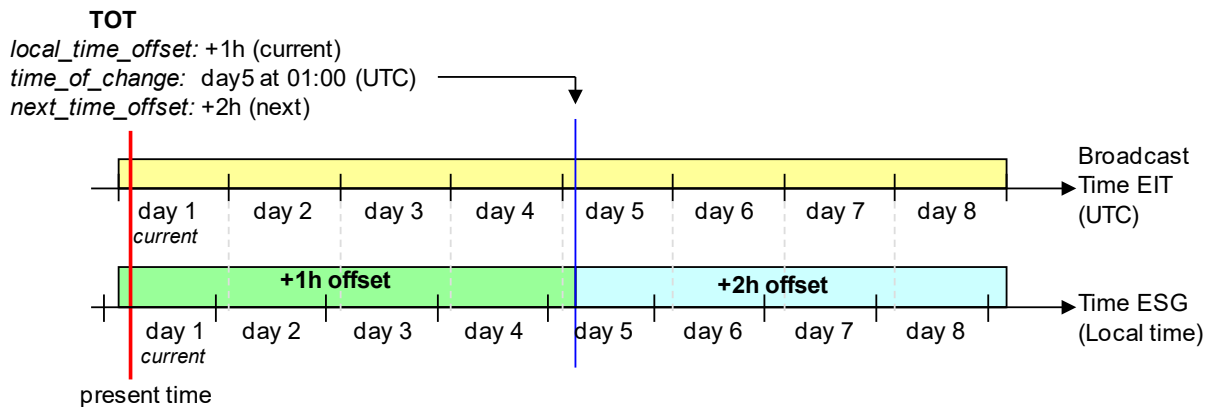 TOT
local_time_offset: +1h (current)
time_of_change: day5 at 01:00 (UTC)
next_time_offset: +2h (next)
Broadcast
Time EIT
(UTC)
day 1 day 2 day 3 day 4 day 5 day 6 day 7 day 8
current
+1h offset +2h offset
Time ESG
(Local time)
day 1 day 2 day 3 day 4 day 5 day 6 day 7 day 8
current
present time